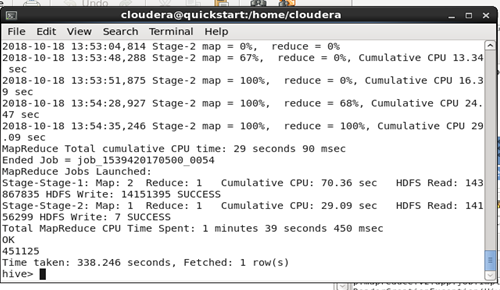 Undo
cloudera@quickstart:/home/cloudera
File Edit View Search Terminal Help
2018-10-18 13:53:04,814 Stage-2 map = 0%,  reduce = 0%
2018-10-18 13:53:48,288 Stage-2 map = 67%,  reduce = 0%, Cumulative CPU 13.34
 sec
2018-10-18 13:53:51,875 Stage-2 map = 100%,  reduce = 0%, Cumulative CPU 16.3
9 sec
2018-10-18 13:54:28,927 Stage-2 map = 100%,  reduce = 68%, Cumulative CPU 24.
47 sec
2018-10-18 13:54:35,246 Stage-2 map = 100%,  reduce = 100%, Cumulative CPU 29
.09 sec
MapReduce Total cumulative CPU time: 29 seconds 90 msec
Ended Job = job_1539420170500_0054
MapReduce Jobs Launched:
Stage-Stage-1: Map: 2  Reduce: 1   Cumulative CPU: 70.36 sec   HDFS Read: 143
867835 HDFS Write: 14151395 SUCCESS
Stage-Stage-2: Map: 1  Reduce: 1   Cumulative CPU: 29.09 sec   HDFS Read: 141
56299 HDFS Write: 7 SUCCESS
Total MapReduce CPU Time Spent: 1 minutes 39 seconds 450 msec
OK
451125
Time taken: 338.246 seconds, Fetched: 1 row(s)
hive>